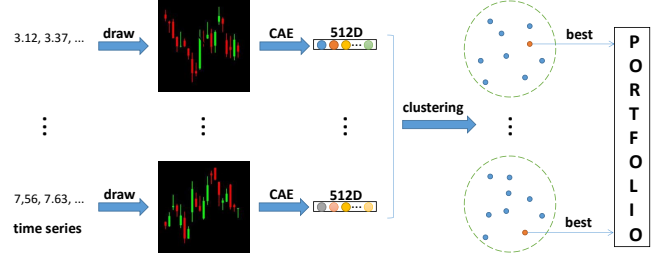 3.12, 3.37, ...
draw
CAE
512D
best
clustering
7,56, 7.63, ...
time series
draw
CAE
512D
best
PORTFOLIO